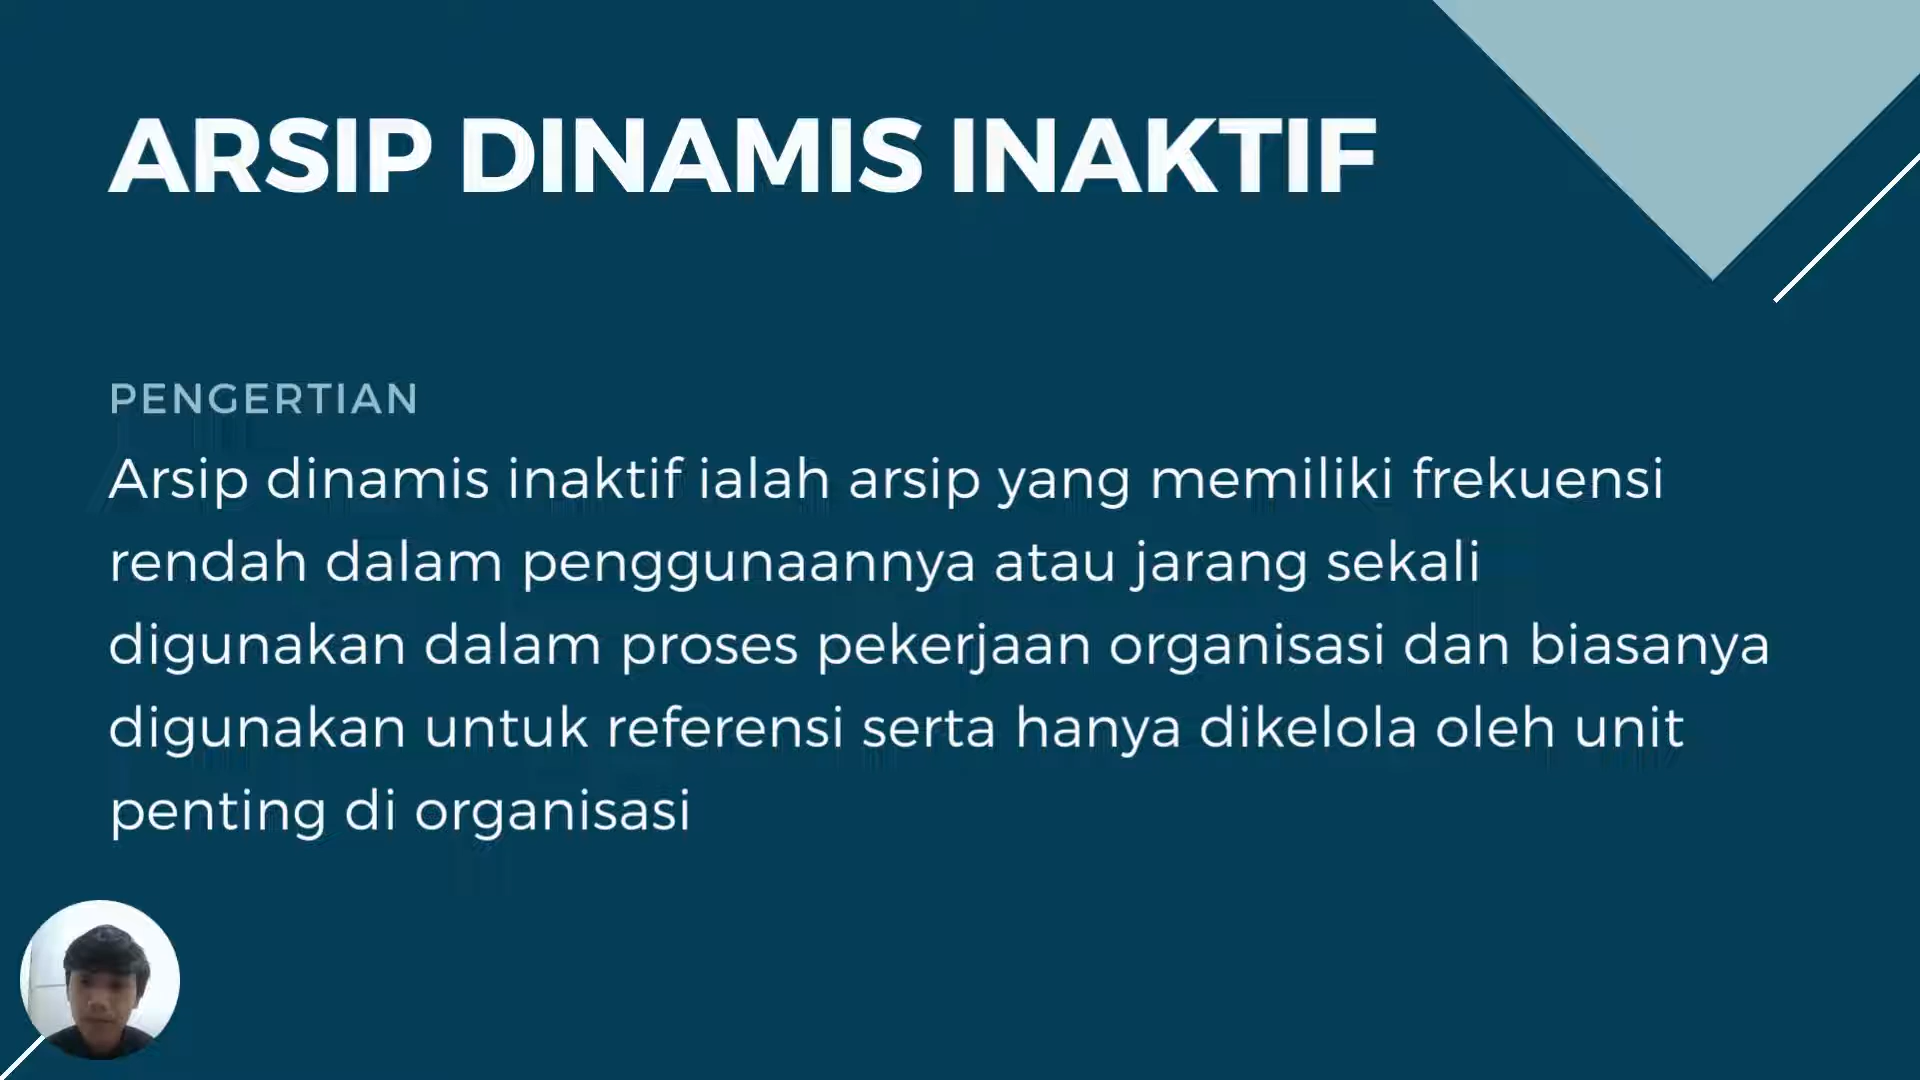 ARSIP DINAMIS INAKTIF
PENGERTIAN
Arsip dinamis inaktif ialah arsip yang memiliki frekuensi
rendah dalam penggunaannya atau jarang sekali
digunakan dalam proses pekerjaan organisasi dan biasanya
digunakan untuk referensi serta hanya dikelola oleh unit
penting di organisasi